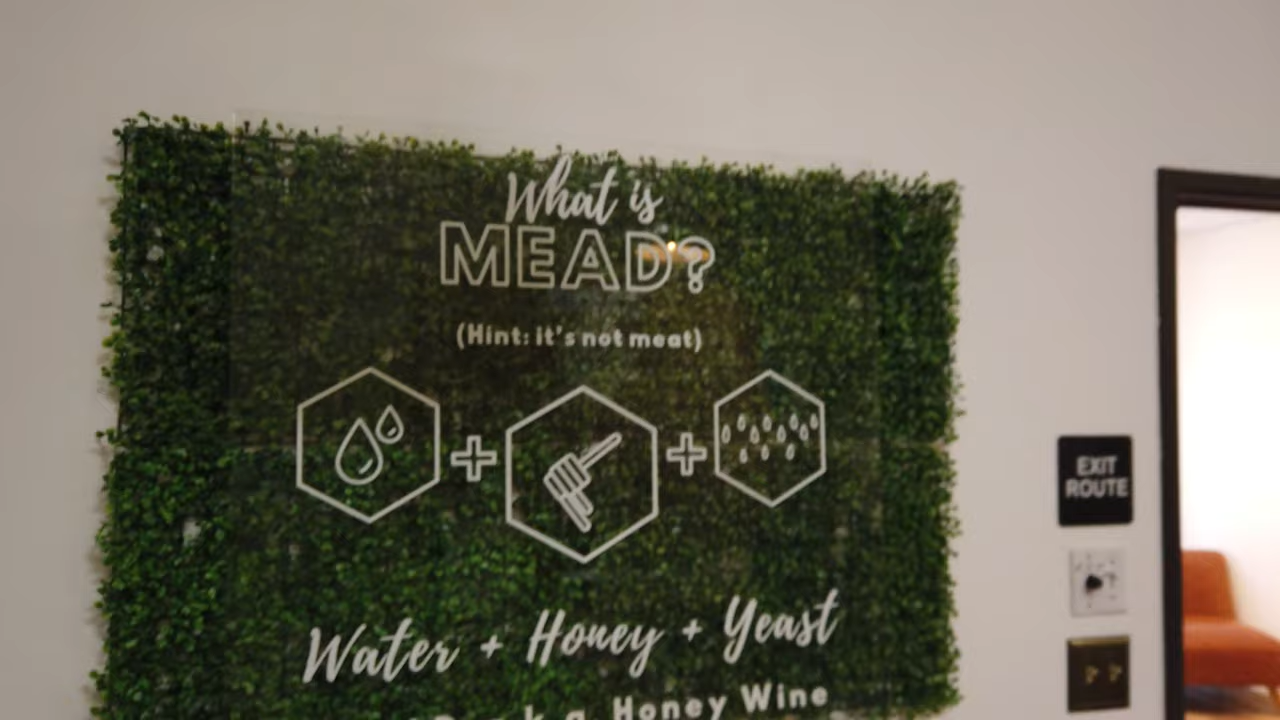 What is
MEAD?
(Hint: it's not meat)
Water + Honey + Yeast
Honey Wine
EXIT
ROUTE